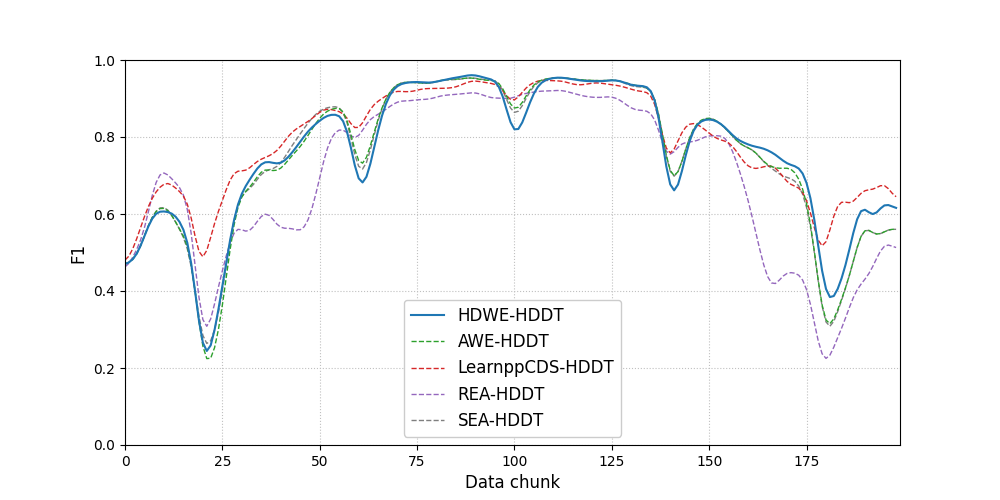 1.0
0.8
0.6
0.4
0.2
0.0
F1
HDWE-HDDT
AWE-HDDT
LearnppCDS-HDDT
REA-HDDT
SEA-HDDT
0 25 50 75 100 125 150 175
Data chunk